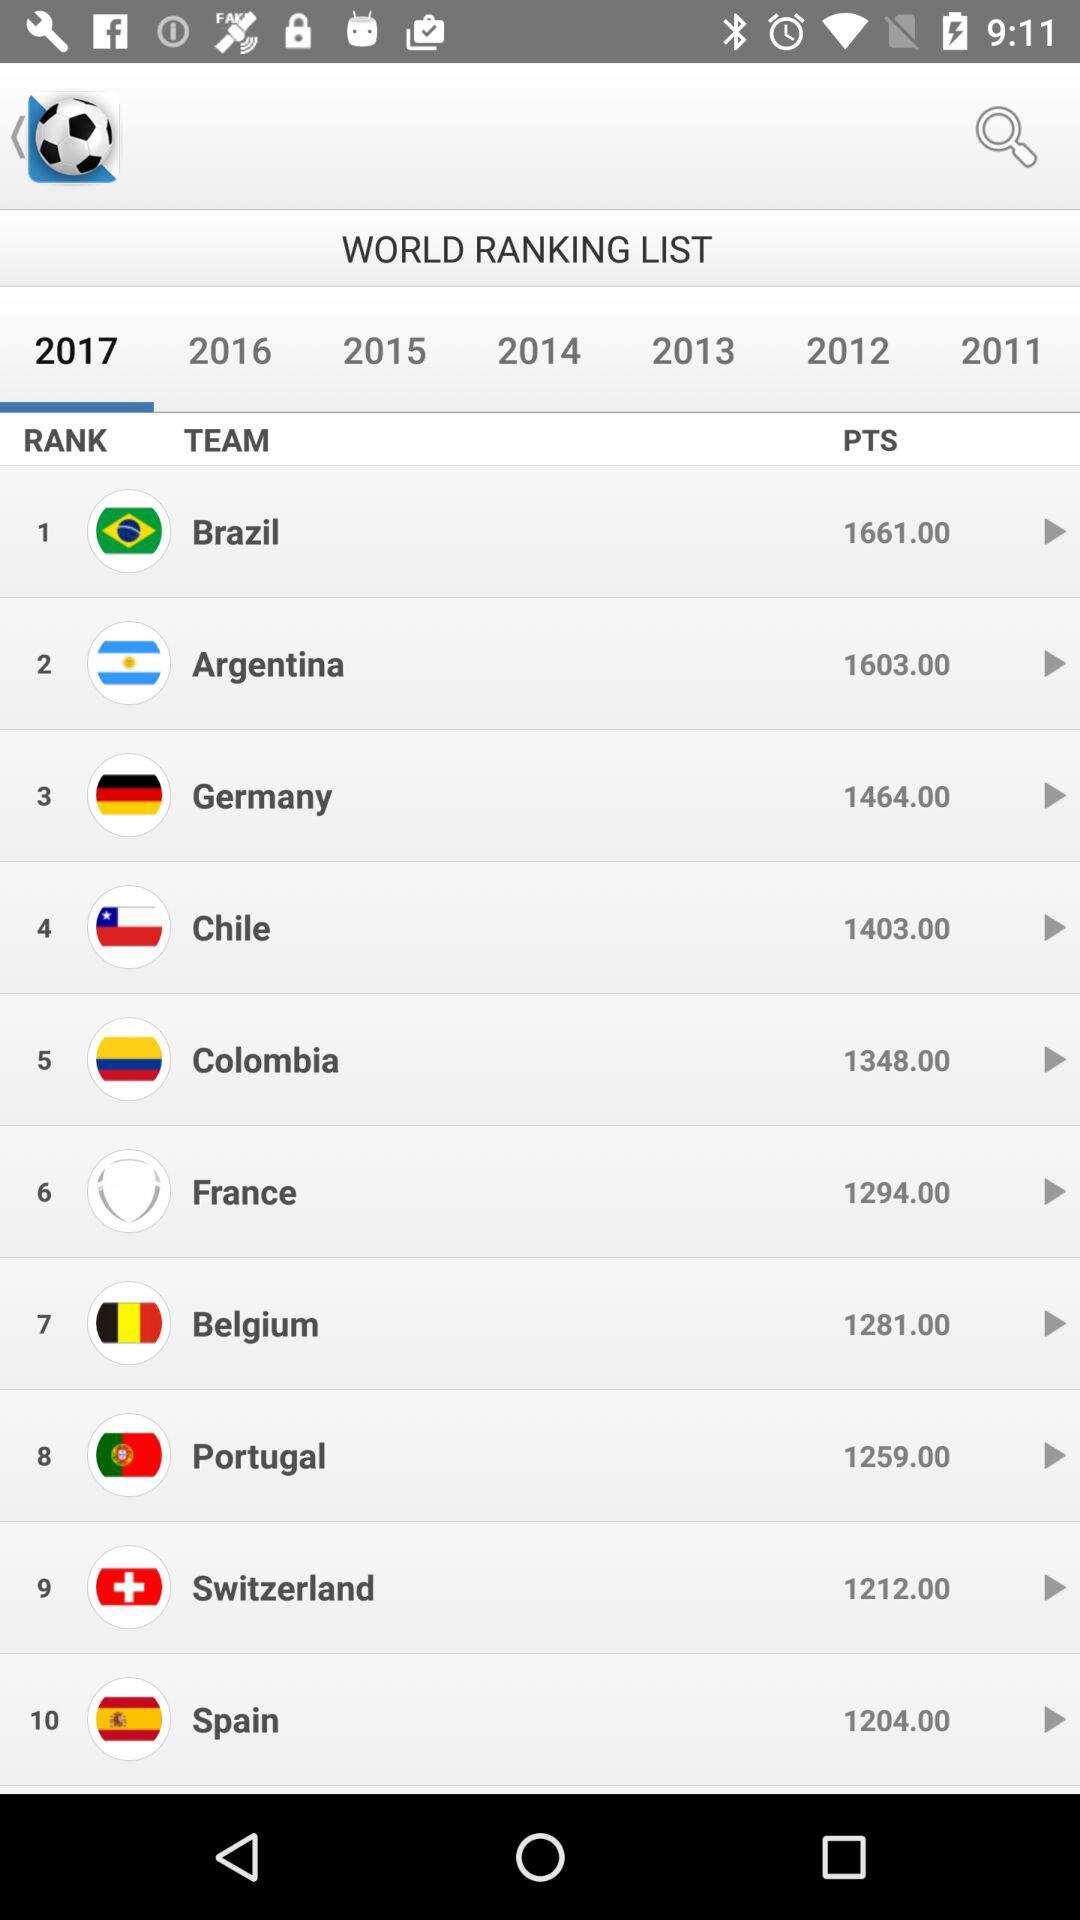 FAKE 9:11
WORLD RANKING LIST
2017 2016 2015 2014 2013 2012 2011
RANK TEAM PTS
1 Brazil 1661.00
2 Argentina 1603.00
3 Germany 1464.00
4 Chile 1403.00
5 Colombia 1348.00
6 France 1294.00
7 Belgium 1281.00
8 Portugal 1259.00
9 Switzerland 1212.00
10 Spain 1204.00